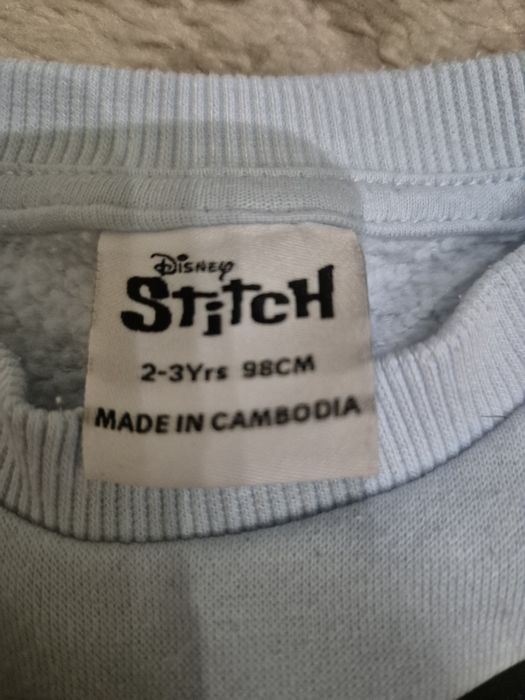 Disney
Stitch
2-3Yrs 98CM
MADE IN CAMBODIA